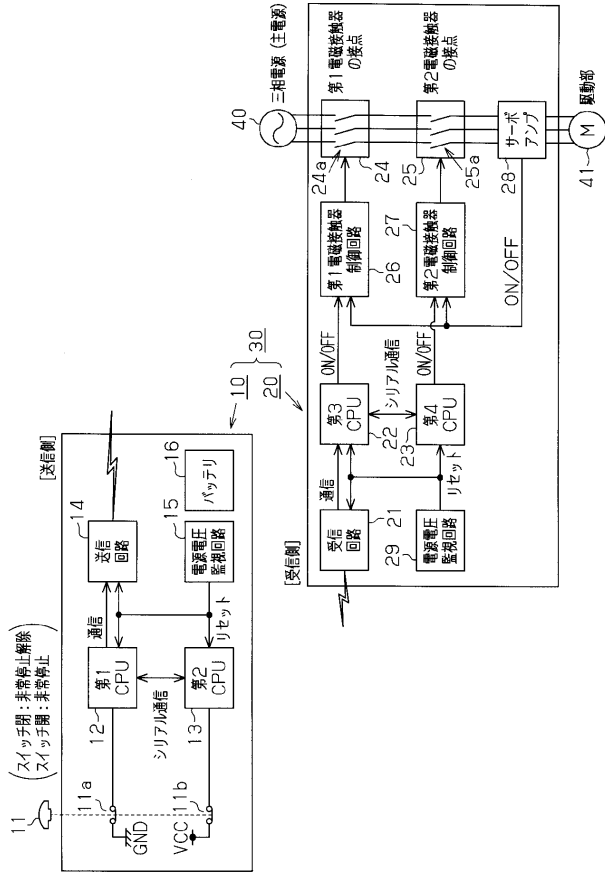 (スイッチ閉:非常停止解除
スイッチ開:非常停止)
11
11a
GND
VCC
11b
[送信側]
12
第1
CPU
通信
14
送信
回路
シリアル通信
13
第2
CPU
リセット
15
電源電圧
監視回路
16
バッテリ
10
20
30
[受信側]
受信
回路
21
通信
第3
CPU
22
ON/OFF
第1電磁接触器
制御回路
26
24a
24
第1電磁接触器
の接点
40
三相電源(主電源)
シリアル通信
29
電源電圧
監視回路
リセット
23
第4
CPU
ON/OFF
27
第2電磁接触器
制御回路
25
25a
第2電磁接触器
の接点
ON/OFF
28
サーボ
アンプ
41
M
駆動部